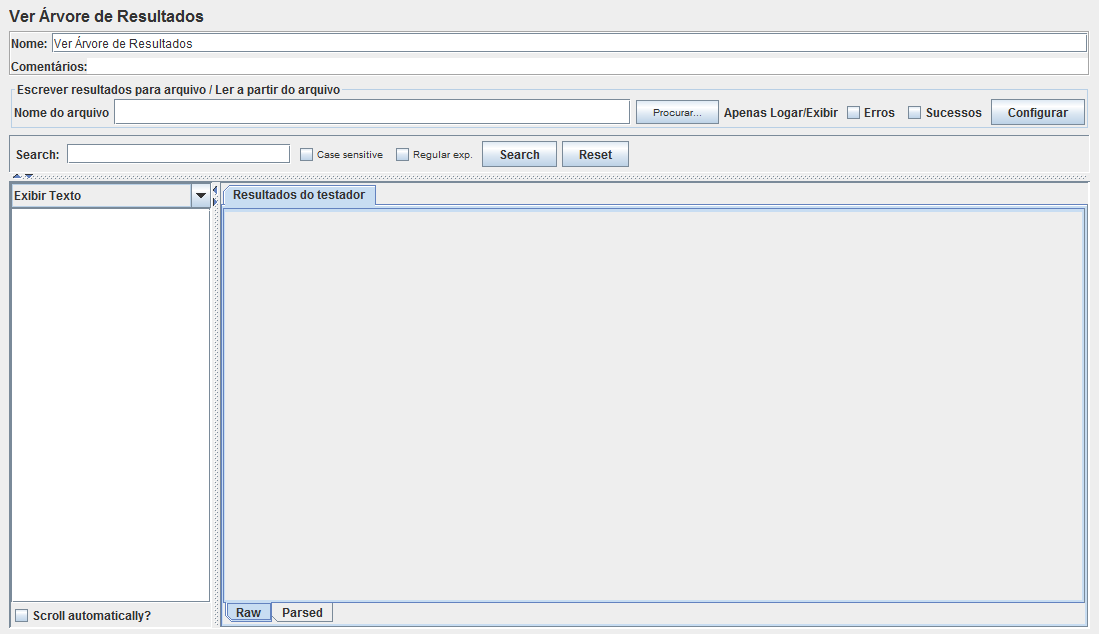 Ver Árvore de Resultados
Nome: Ver Árvore de Resultados
Comentários:
Escrever resultados para arquivo / Ler a partir do arquivo
Nome do arquivo Procurar... Apenas Logar/Exibir Erros Sucessos Configurar
Search: Case sensitive Regular exp. Search Reset
Exibir Texto Resultados do testador
Raw Parsed
Scroll automatically?